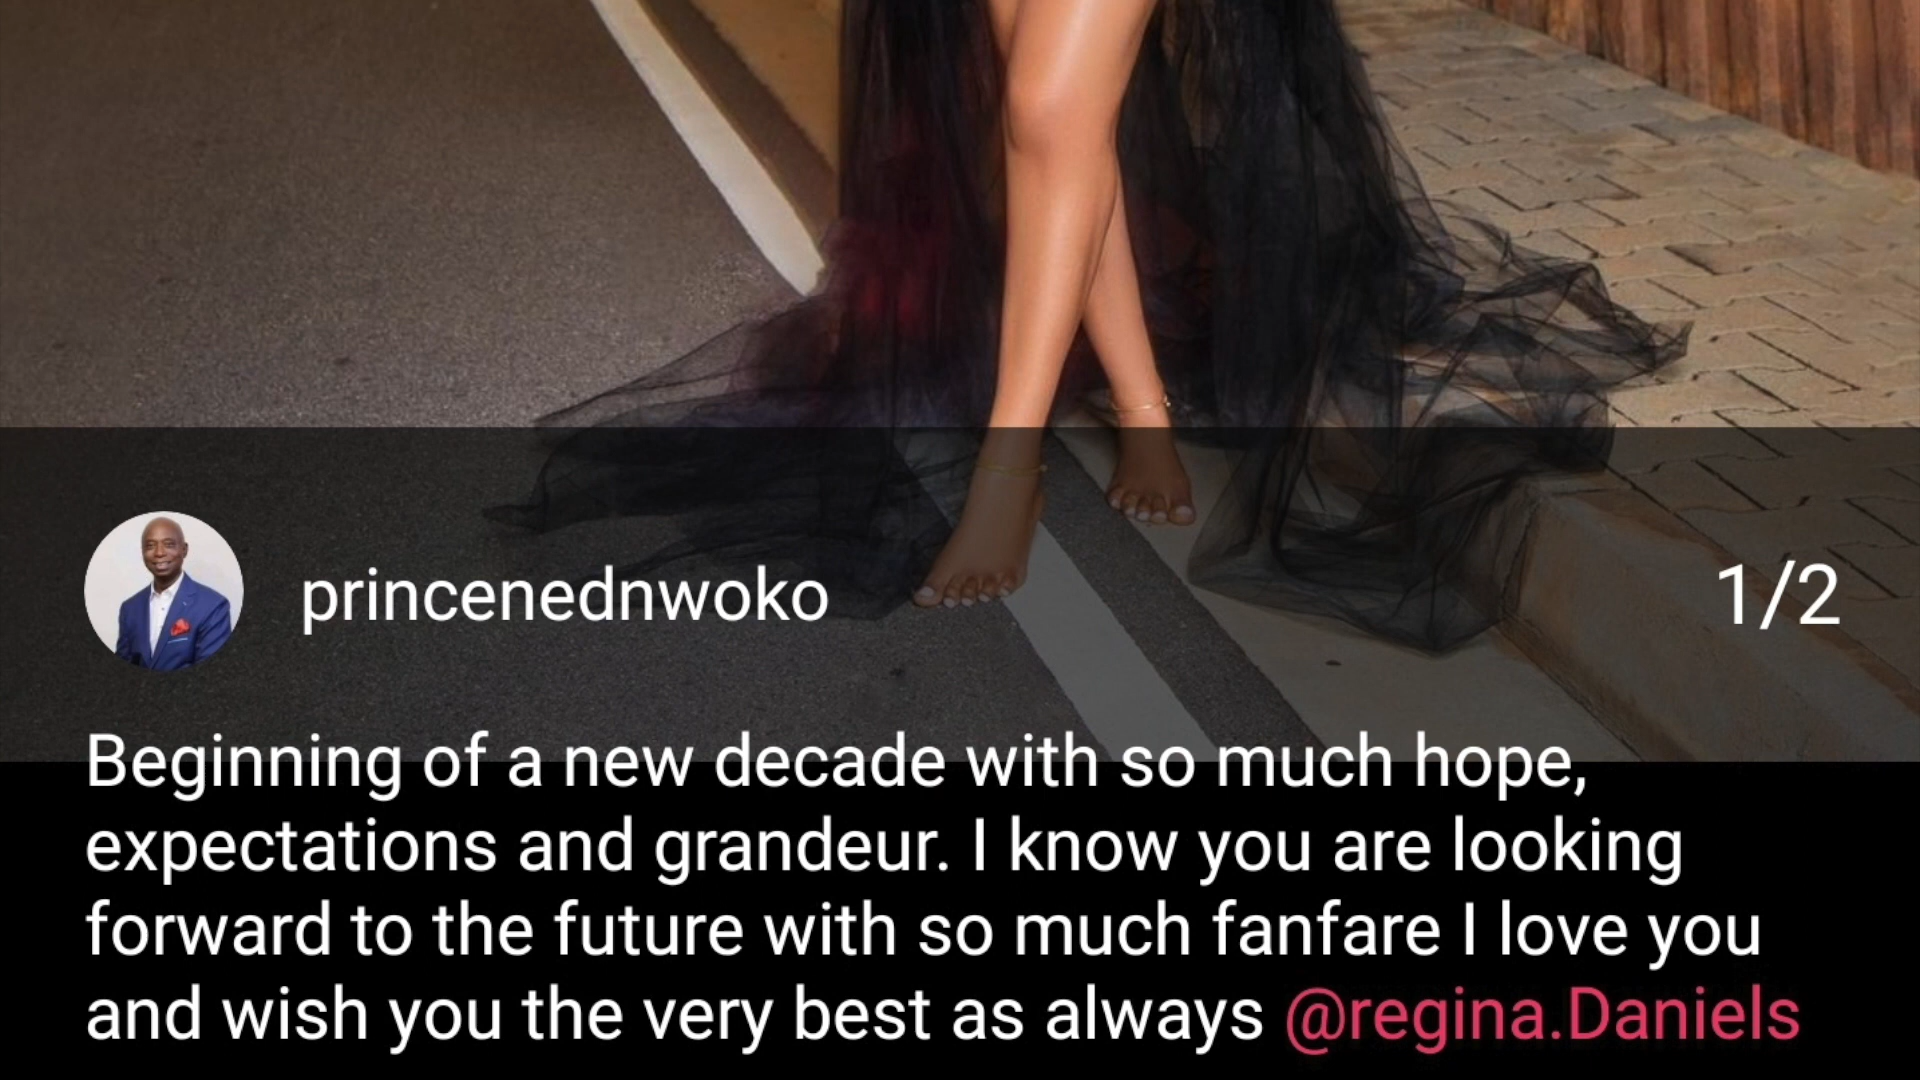 princenednwoko
1/2
Beginning of a new decade with so much hope,
expectations and grandeur. I know you are looking
forward to the future with so much fanfare I love you
and wish you the very best as always @regina.Daniels